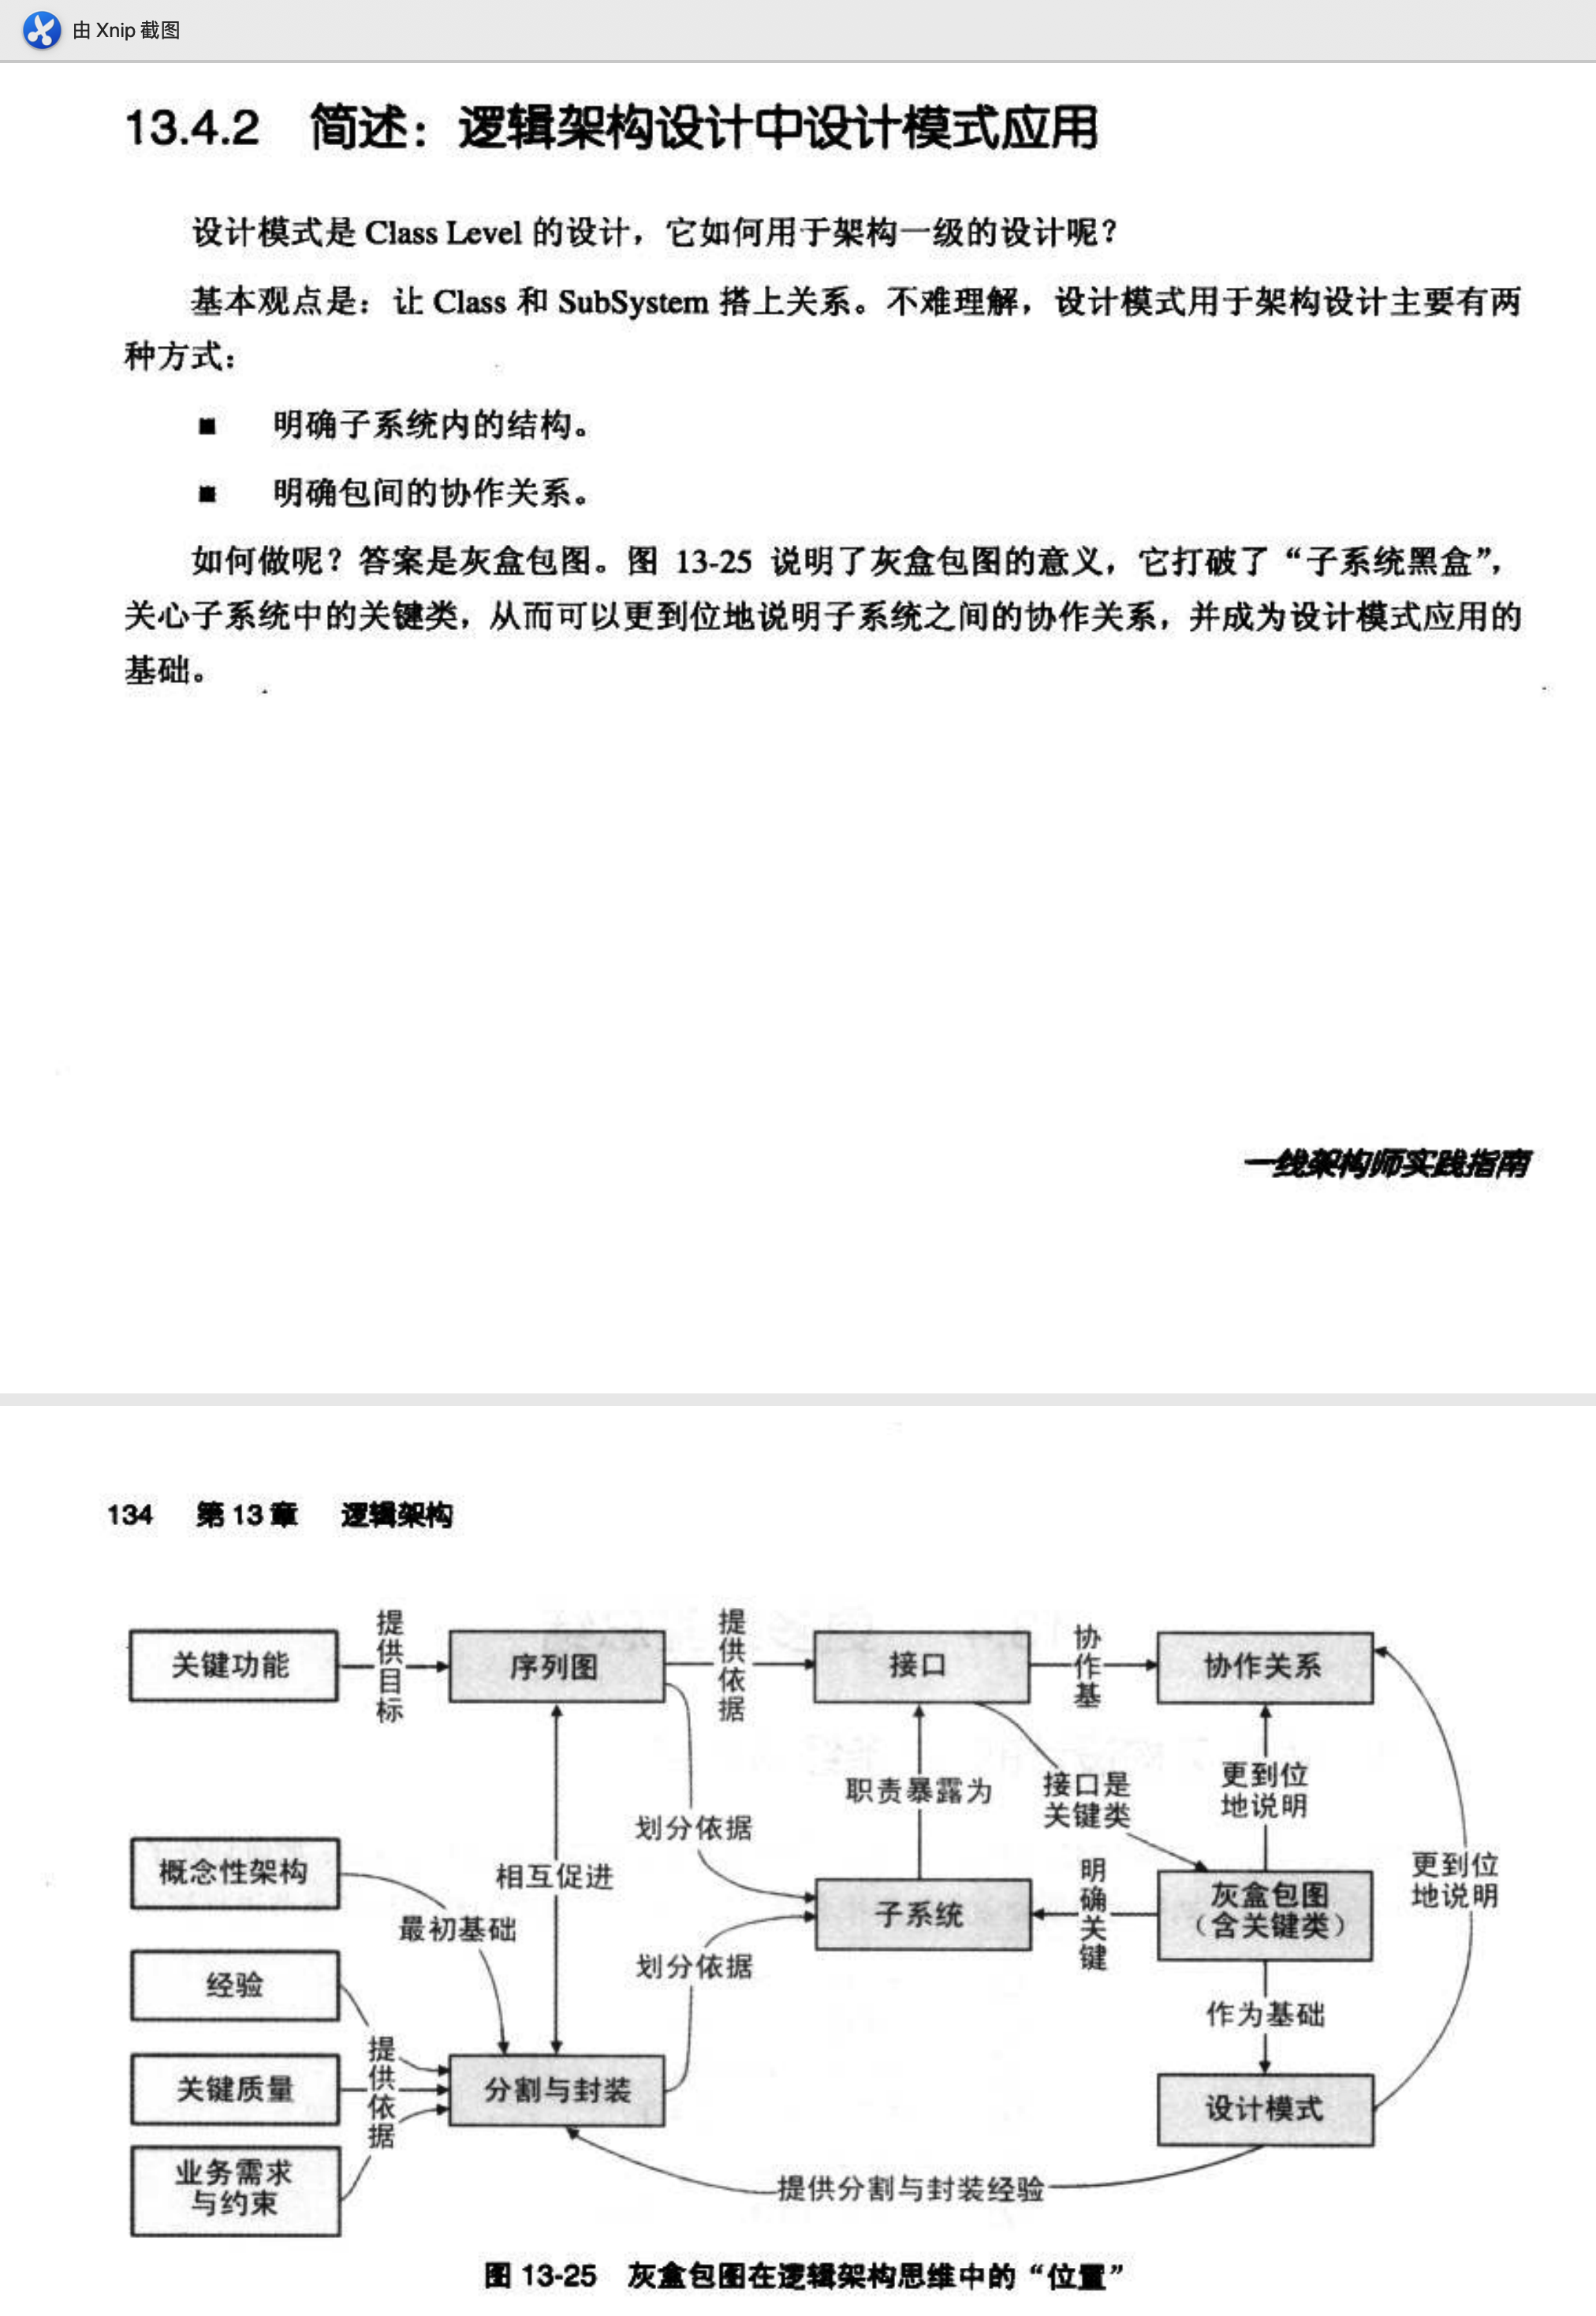 由 Xnip 截图
13.4.2 简述：逻辑架构设计中设计模式应用
设计模式是 Class Level 的设计，它如何用于架构一级的设计呢？
基本观点是：让 Class 和 SubSystem 搭上关系。不难理解，设计模式用于架构设计主要有两
种方式：
■ 明确子系统内的结构。
■ 明确包间的协作关系。
如何做呢？答案是灰盒包图。图 13-25 说明了灰盒包图的意义，它打破了“子系统黑盒”，
关心子系统中的关键类，从而可以更到位地说明子系统之间的协作关系，并成为设计模式应用的
基础。
一线架构师实践指南
134 第 13 章 逻辑架构
关键功能
提供目标
序列图
提供依据
接口
协作基
协作关系
职责暴露为
接口是
关键类
更到位
地说明
划分依据
概念性架构
相互促进
更到位
地说明
最初基础
子系统
明确关键
灰盒包图
（含关键类）
划分依据
经验
作为基础
提供依据
关键质量
分割与封装
设计模式
业务需求
与约束
提供分割与封装经验
图 13-25 灰盒包图在逻辑架构思维中的“位置”